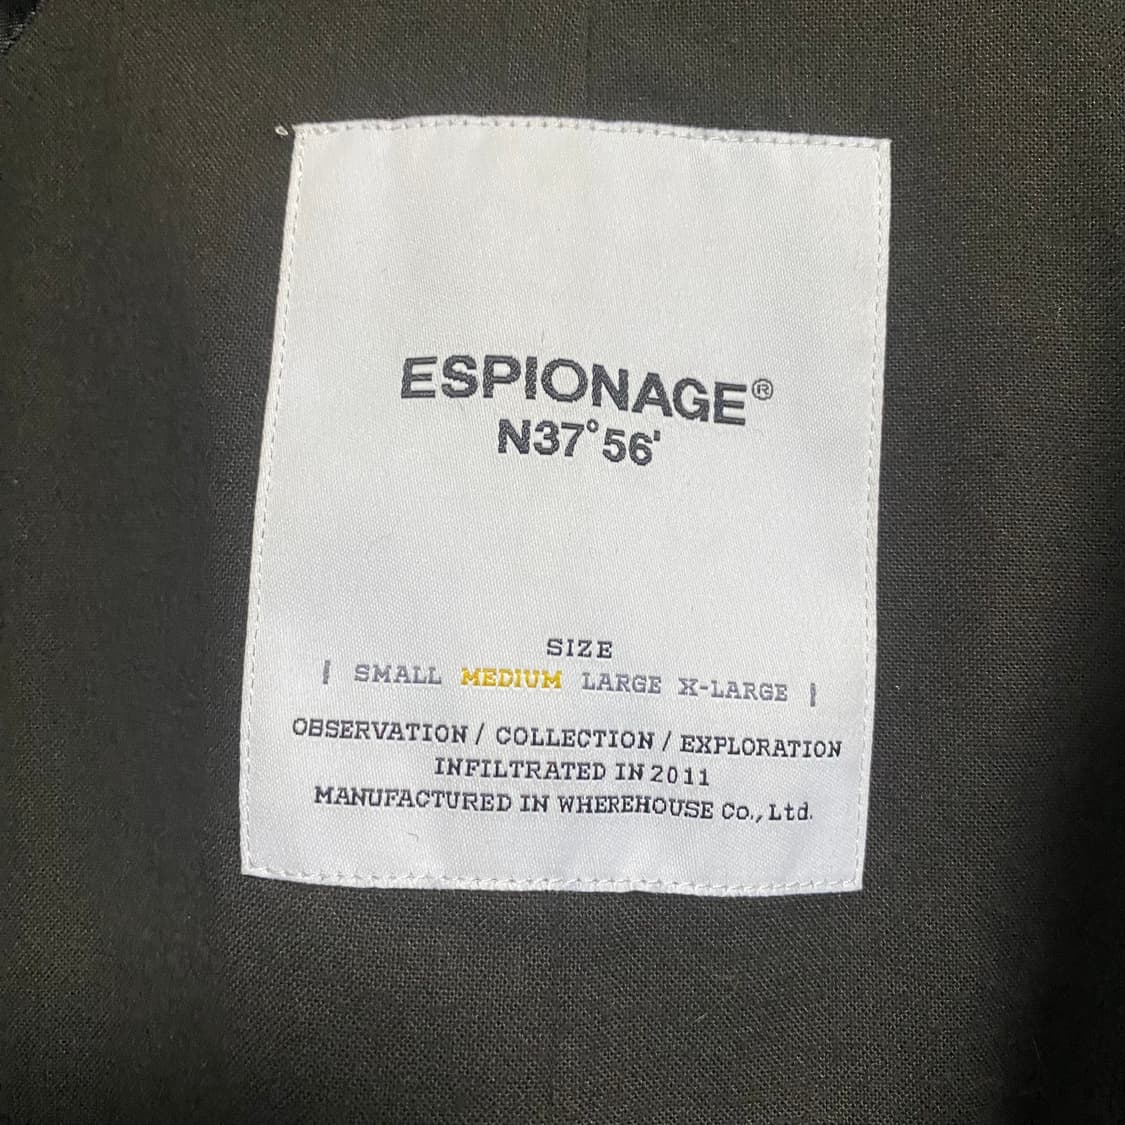 ESPIONAGE®
N37°56'
SIZE
| SMALL MEDIUM LARGE X-LARGE |
OBSERVATION / COLLECTION / EXPLORATION
INFILTRATED IN 2011
MANUFACTURED IN WHEREHOUSE Co., Ltd.